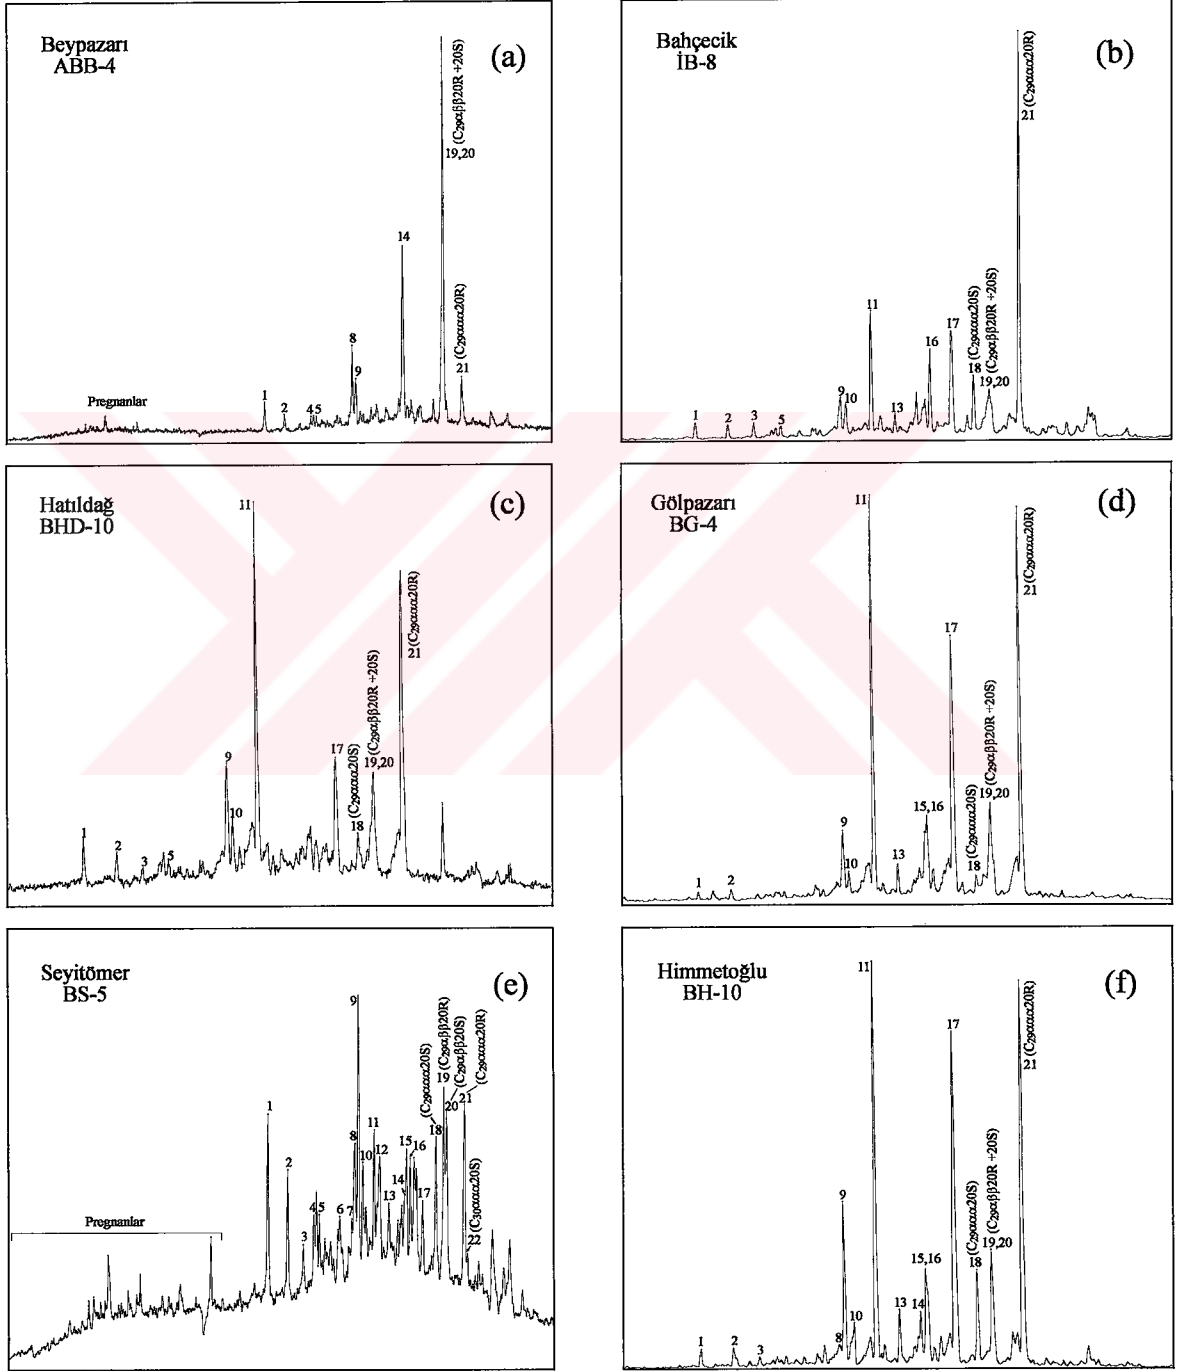 Beypazarı
ABB-4
(a)
Pregnanlar
1
2
4 5
8
9
14
19,20
(C₂₉αββ20R +20S)
21
(C₂₉ααα20R)
Bahçecik
İB-8
(b)
1
2
3
5
9
10
11
13
16
17
18
(C₂₉ααα20S)
19,20
(C₂₉αββ20R +20S)
21 (C₂₉ααα20R)
Hatıldağ
BHD-10
(c)
1
2
3
5
9
10
11
17
18
(C₂₉ααα20S)
19,20
(C₂₉αββ20R +20S)
21 (C₂₉ααα20R)
Gölpazarı
BG-4
(d)
1
2
9
10
11
13
15,16
17
18
(C₂₉ααα20S)
19,20
(C₂₉αββ20R +20S)
21 (C₂₉ααα20R)
Seyitömer
BS-5
(e)
Pregnanlar
1
2
3
4 5
6
7
8
9
10
11
12
13
14
15
16
17
18
(C₂₉ααα20S)
19 (C₂₉αββ20R)
20
(C₂₉αββ20S)
21
(C₂₉ααα20R)
22 (C₃₀ααα20S)
Himmetoğlu
BH-10
(f)
1
2
3
8
9
10
11
13
14
15,16
17
18
(C₂₉ααα20S)
19,20
(C₂₉αββ20R +20S)
21 (C₂₉ααα20R)